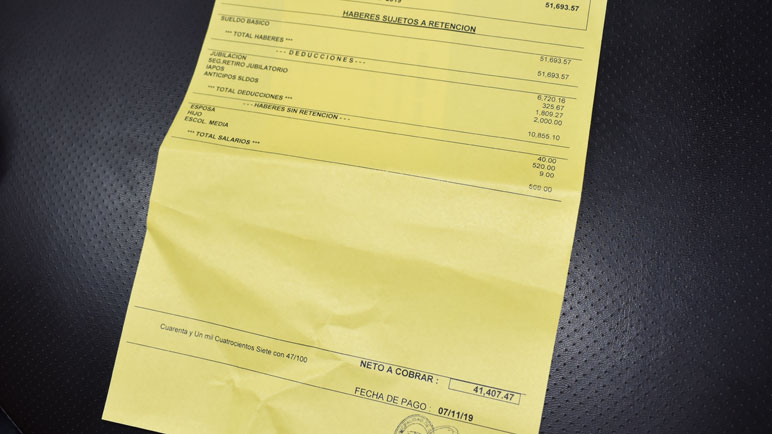 2019 51,693.57
HABERES SUJETOS A RETENCION
SUELDO BASICO 51,693.57
*** TOTAL HABERES *** 51,693.57
- - - DEDUCCIONES - - -
JUBILACION 6,720.16
SEG.RETIRO JUBILATORIO 325.67
IAPOS 1,809.27
ANTICIPOS SLDOS 2,000.00
*** TOTAL DEDUCCIONES *** 10,855.10
- - - HABERES SIN RETENCION - - -
ESPOSA 40.00
HIJO 520.00
ESCOL. MEDIA 9.00
*** TOTAL SALARIOS ***
Cuarenta y Un mil Cuatrocientos Siete con 47/100
NETO A COBRAR : 41,407.47
FECHA DE PAGO : 07/11/19